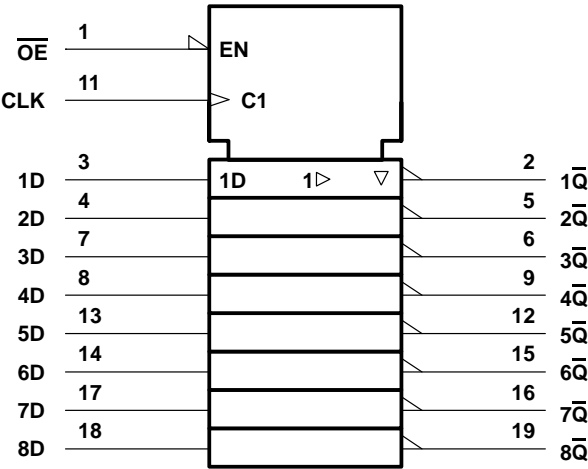 O̅E̅ 1 EN
CLK 11 C1
1D 3 1D 1 2 1Q̅
2D 4 5 2Q̅
3D 7 6 3Q̅
4D 8 9 4Q̅
5D 13 12 5Q̅
6D 14 15 6Q̅
7D 17 16 7Q̅
8D 18 19 8Q̅